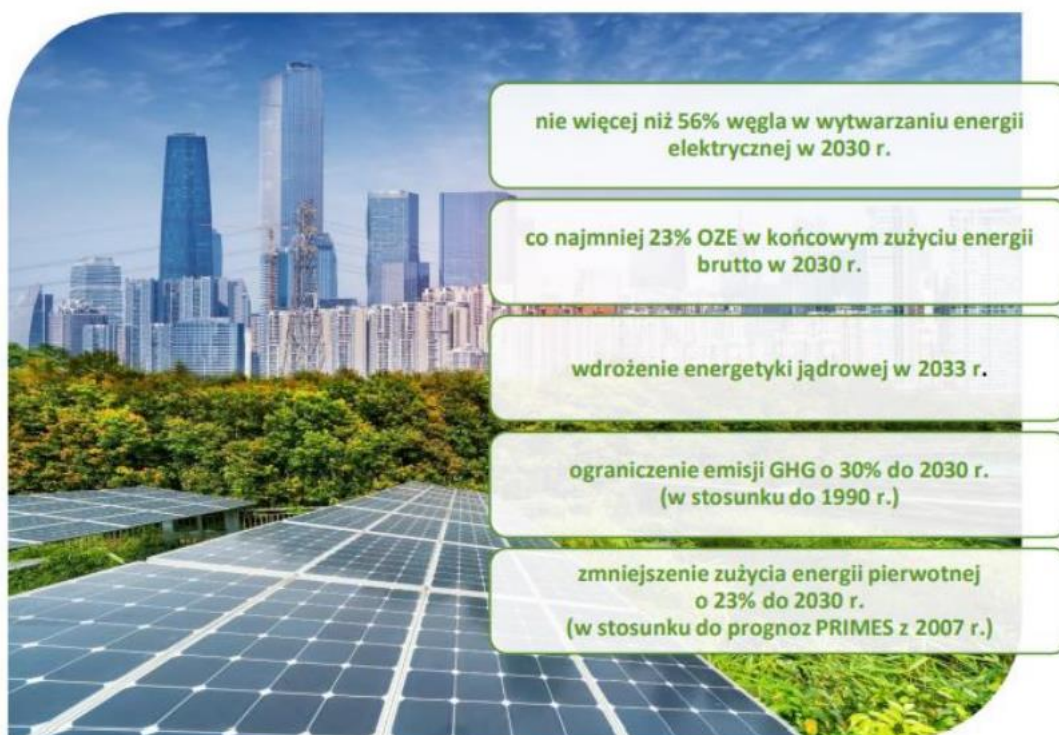 nie więcej niż 56% węgla w wytwarzaniu energii
elektrycznej w 2030 r.
co najmniej 23% OZE w końcowym zużyciu energii
brutto w 2030 r.
wdrożenie energetyki jądrowej w 2033 r.
ograniczenie emisji GHG o 30% do 2030 r.
(w stosunku do 1990 r.)
zmniejszenie zużycia energii pierwotnej
o 23% do 2030 r.
(w stosunku do prognoz PRIMES z 2007 r.)